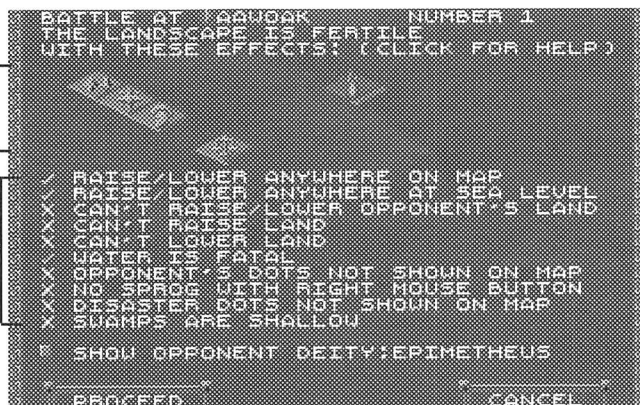 BATTLE AT TAAWOAK NUMBER 1
THE LANDSCAPE IS FERTILE
WITH THESE EFFECTS: (CLICK FOR HELP)
\ RAISE/LOWER ANYWHERE ON MAP
\ RAISE/LOWER ANYWHERE AT SEA LEVEL
X CAN'T RAISE/LOWER OPPONENT'S LAND
X CAN'T RAISE LAND
X CAN'T LOWER LAND
\ WATER IS FATAL
X OPPONENT'S DOTS NOT SHOWN ON MAP
X NO SPROG WITH RIGHT MOUSE BUTTON
X DISASTER DOTS NOT SHOWN ON MAP
X SWAMPS ARE SHALLOW
SHOW OPPONENT DEITY:EPIMETHEUS
PROCEED CANCEL